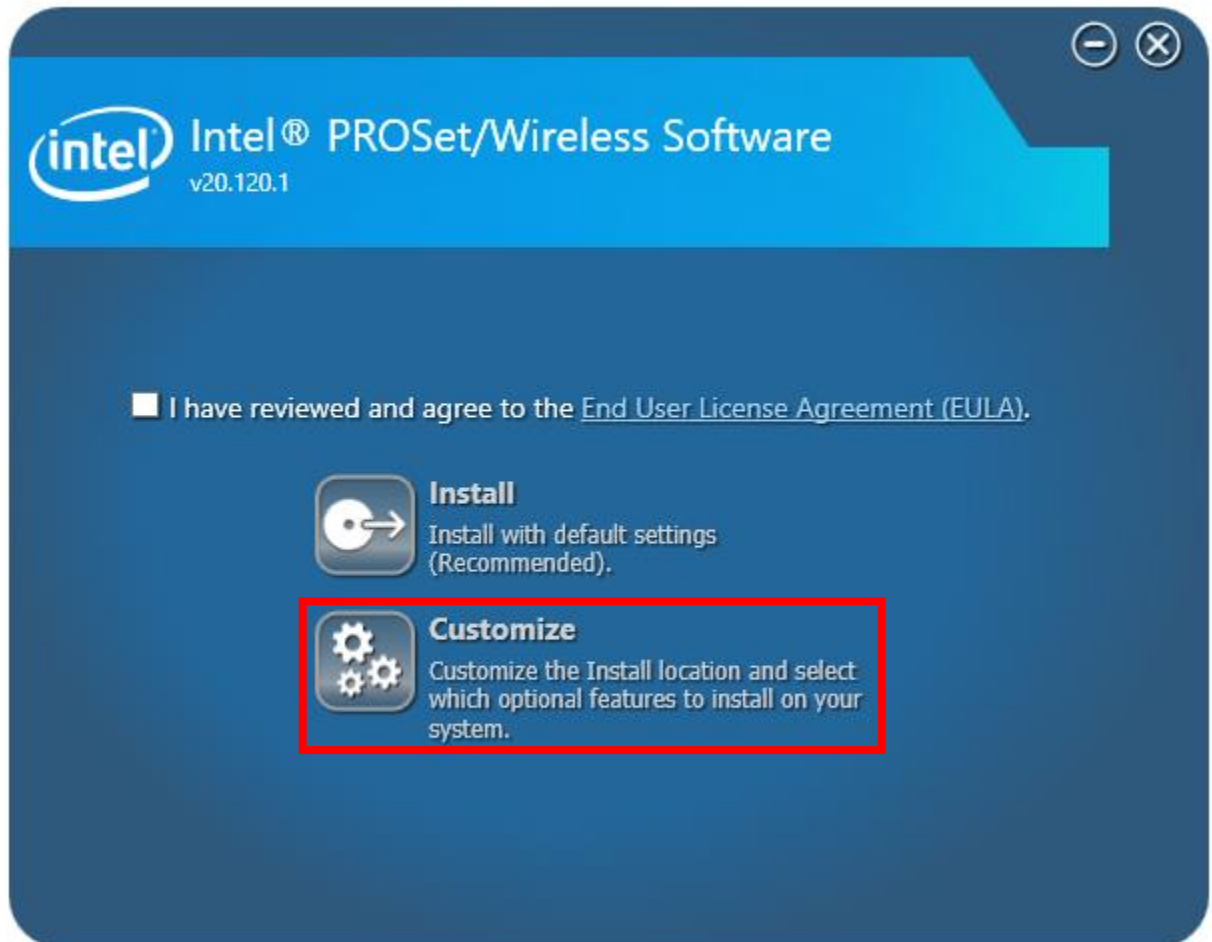 intel
Intel® PROSet/Wireless Software
v20.120.1
I have reviewed and agree to the End User License Agreement (EULA).
Install
Install with default settings
(Recommended).
Customize
Customize the Install location and select
which optional features to install on your
system.